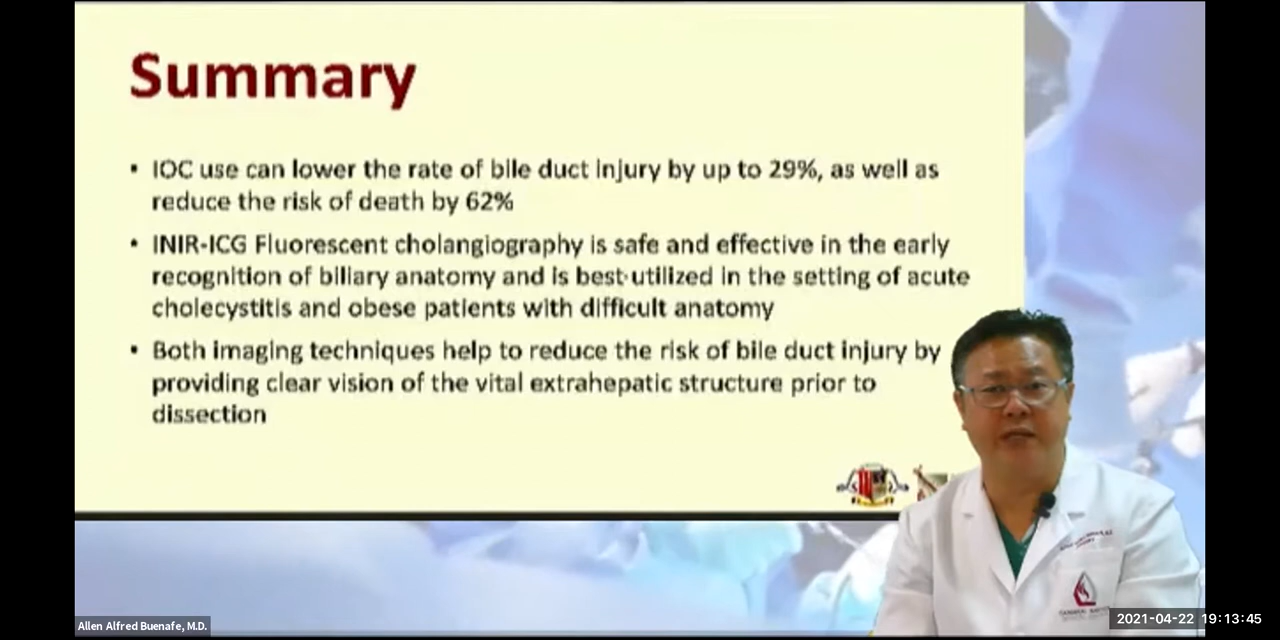 Summary
• IOC use can lower the rate of bile duct injury by up to 29%, as well as
reduce the risk of death by 62%
• INIR-ICG Fluorescent cholangiography is safe and effective in the early
recognition of biliary anatomy and is best utilized in the setting of acute
cholecystitis and obese patients with difficult anatomy
• Both imaging techniques help to reduce the risk of bile duct injury by
providing clear vision of the vital extrahepatic structure prior to
dissection
Allen Alfred Buenafe, M.D.
2021-04-22 19:13:45